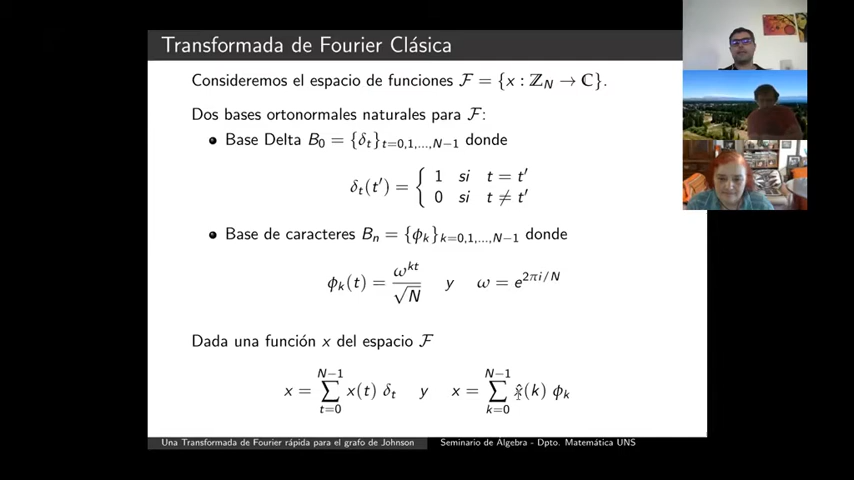 Transformada de Fourier Clásica
Consideremos el espacio de funciones ℱ = {x : ℤ_N → ℂ}.
Dos bases ortonormales naturales para ℱ:
• Base Delta B_0 = {δ_t}_{t=0,1,...,N−1} donde
δ_t(t′) = { 1 si t = t′
0 si t ≠ t′
• Base de caracteres B_n = {ϕ_k}_{k=0,1,...,N−1} donde
ϕ_k(t) = ω^{kt}/√N y ω = e^{2πi/N}
Dada una función x del espacio ℱ
x = ∑_{t=0}^{N−1} x(t) δ_t y x = ∑_{k=0}^{N−1} x̂(k) ϕ_k
Una Transformada de Fourier rápida para el grafo de Johnson Seminario de Álgebra - Dpto. Matemática UNS